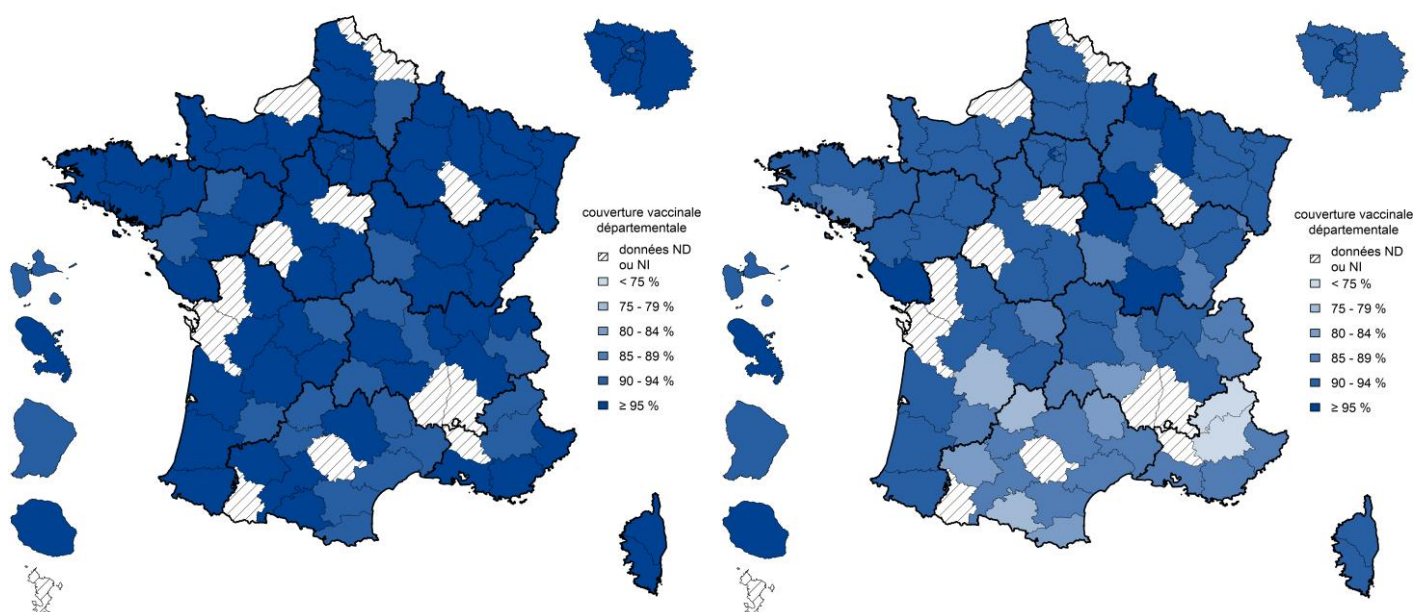 couverture vaccinale
départementale
données ND
ou NI
< 75 %
75 - 79 %
80 - 84 %
85 - 89 %
90 - 94 %
≥ 95 %
couverture vaccinale
départementale
données ND
ou NI
< 75 %
75 - 79 %
80 - 84 %
85 - 89 %
90 - 94 %
≥ 95 %